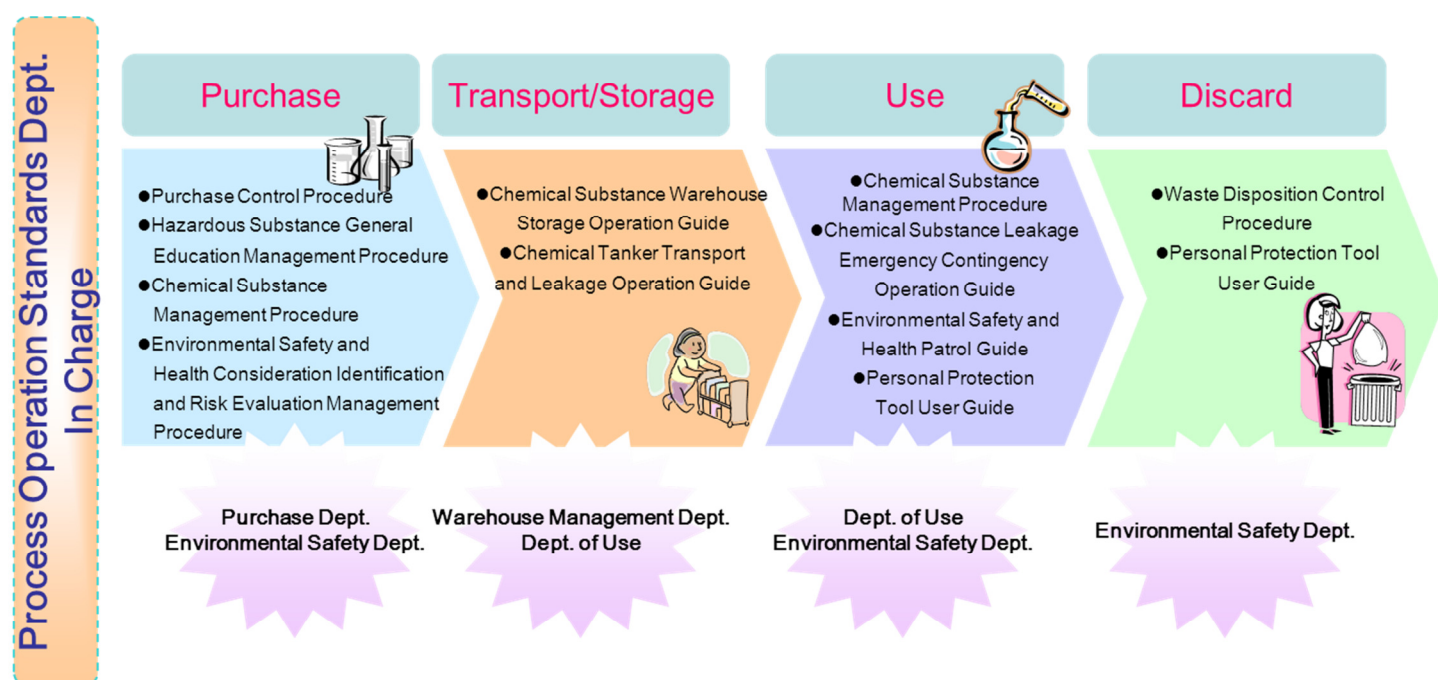 Process Operation Standards Dept.
In Charge
Purchase
●Purchase Control Procedure
●Hazardous Substance General
Education Management Procedure
●Chemical Substance
Management Procedure
●Environmental Safety and
Health Consideration Identification
and Risk Evaluation Management
Procedure
Purchase Dept.
Environmental Safety Dept.
Transport/Storage
●Chemical Substance Warehouse
Storage Operation Guide
●Chemical Tanker Transport
and Leakage Operation Guide
Warehouse Management Dept.
Dept. of Use
Use
●Chemical Substance
Management Procedure
●Chemical Substance Leakage
Emergency Contingency
Operation Guide
●Environmental Safety and
Health Patrol Guide
●Personal Protection
Tool User Guide
Dept. of Use
Environmental Safety Dept.
Discard
●Waste Disposition Control
Procedure
●Personal Protection Tool
User Guide
Environmental Safety Dept.